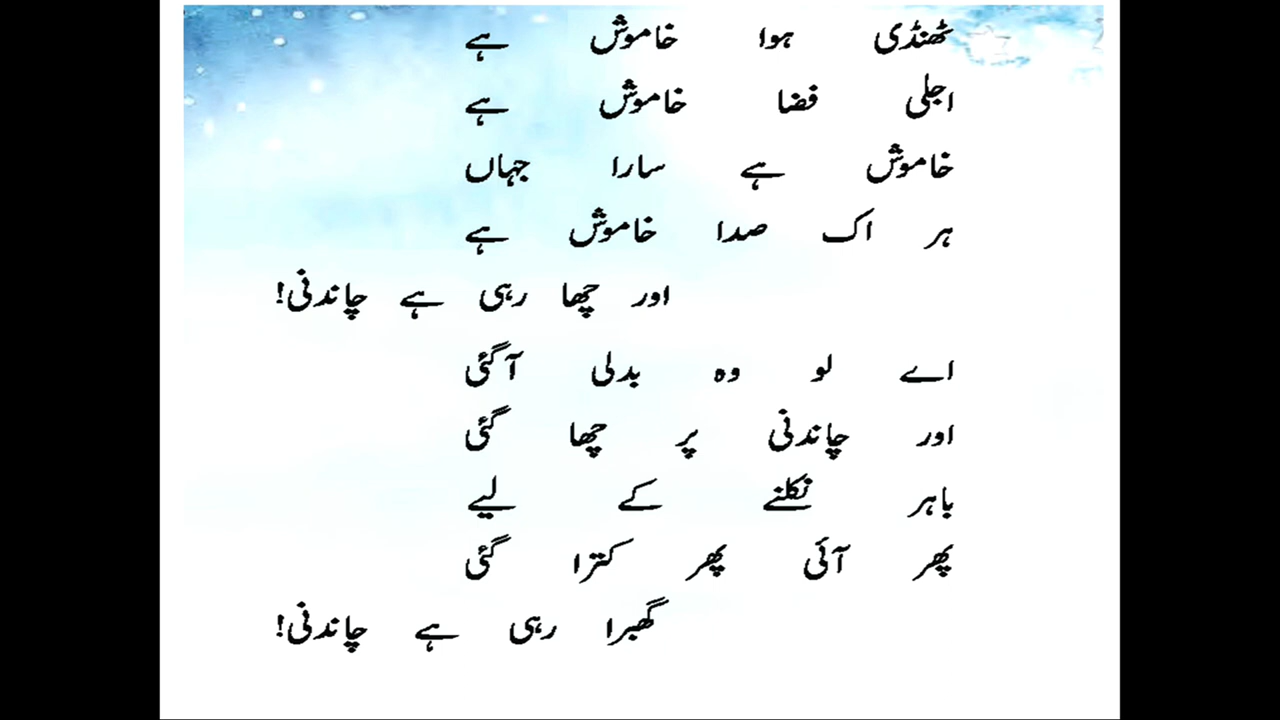 ٹھنڈی ہوا خاموش ہے
اجلی فضا خاموش ہے
خاموش ہے سارا جہاں
ہر اک صدا خاموش ہے
اور چھا رہی ہے چاندنی!
اے لو وہ بدلی آگئی
اور چاندنی پر چھا گئی
باہر نکلنے کے لیے
پھر آئی پھر کترا گئی
گھبرا رہی ہے چاندنی!